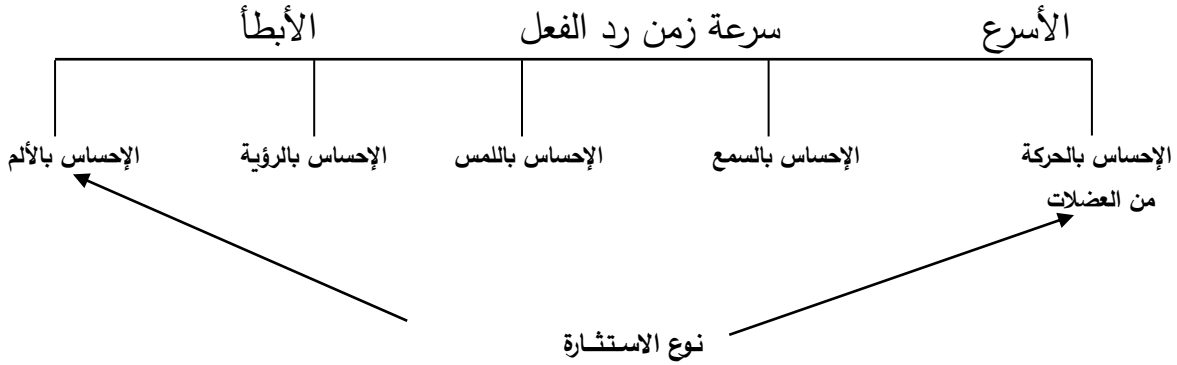 الأسرع سرعة زمن رد الفعل الأبطأ
الإحساس بالحركة الإحساس بالسمع الإحساس باللمس الإحساس بالرؤية الإحساس بالألم
من العضلات
نوع الاستثارة